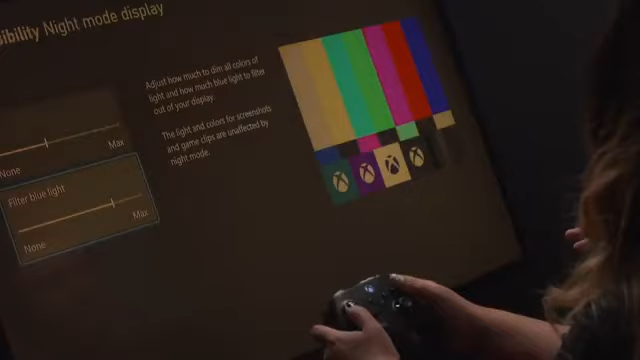 ibility Night mode display
Adjust how much to dim all colors of
light and how much blue light to filter
out of your display.
The light and colors for screenshots
and game clips are unaffected by
night mode.
None
Max
Filter blue light
None
Max